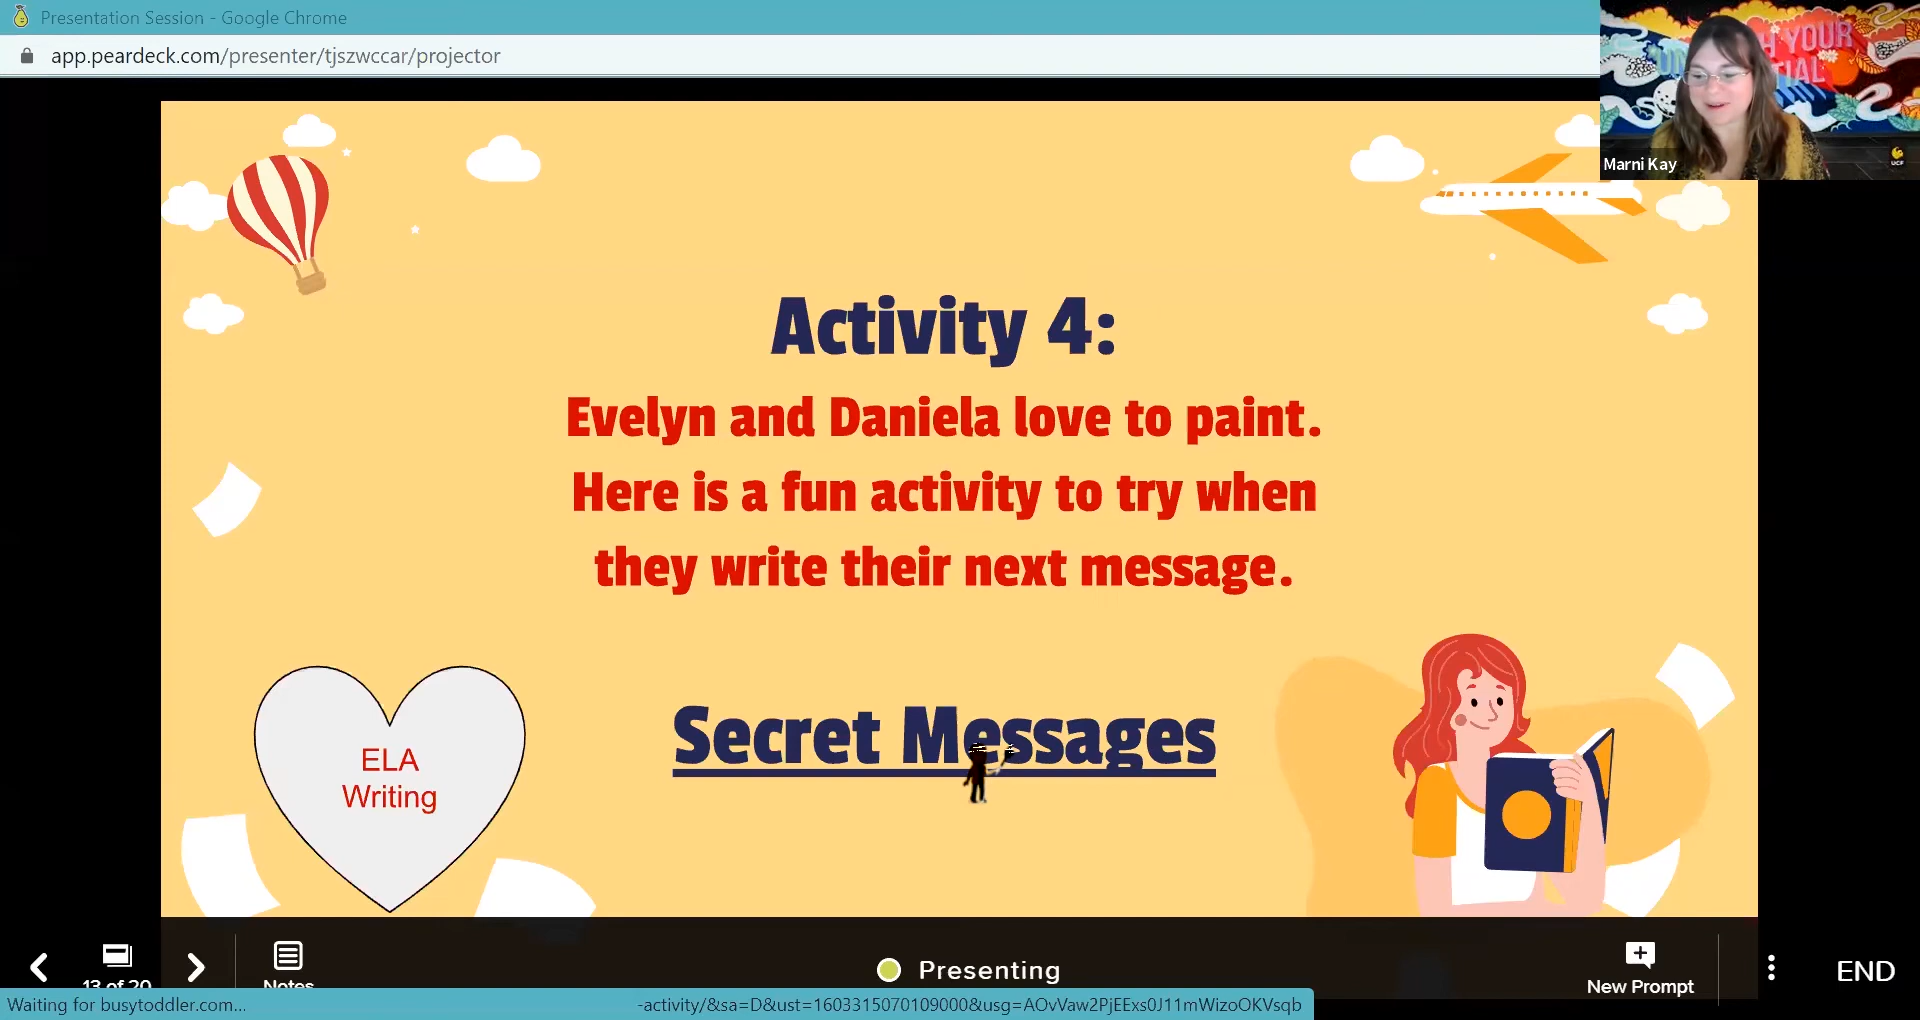 Presentation Session - Google Chrome
app.peardeck.com/presenter/tjszwccar/projector
YOUR
Marni Kay
UCF
Activity 4:
Evelyn and Daniela love to paint.
Here is a fun activity to try when
they write their next message.
Secret Messages
ELA
Writing
13 of 20
Notes
Presenting
New Prompt
END
Waiting for busytoddler.com...
-activity/&sa=D&ust=1603315070109000&usg=AOvVaw2PjEExs0J11mWizoOKVsqb